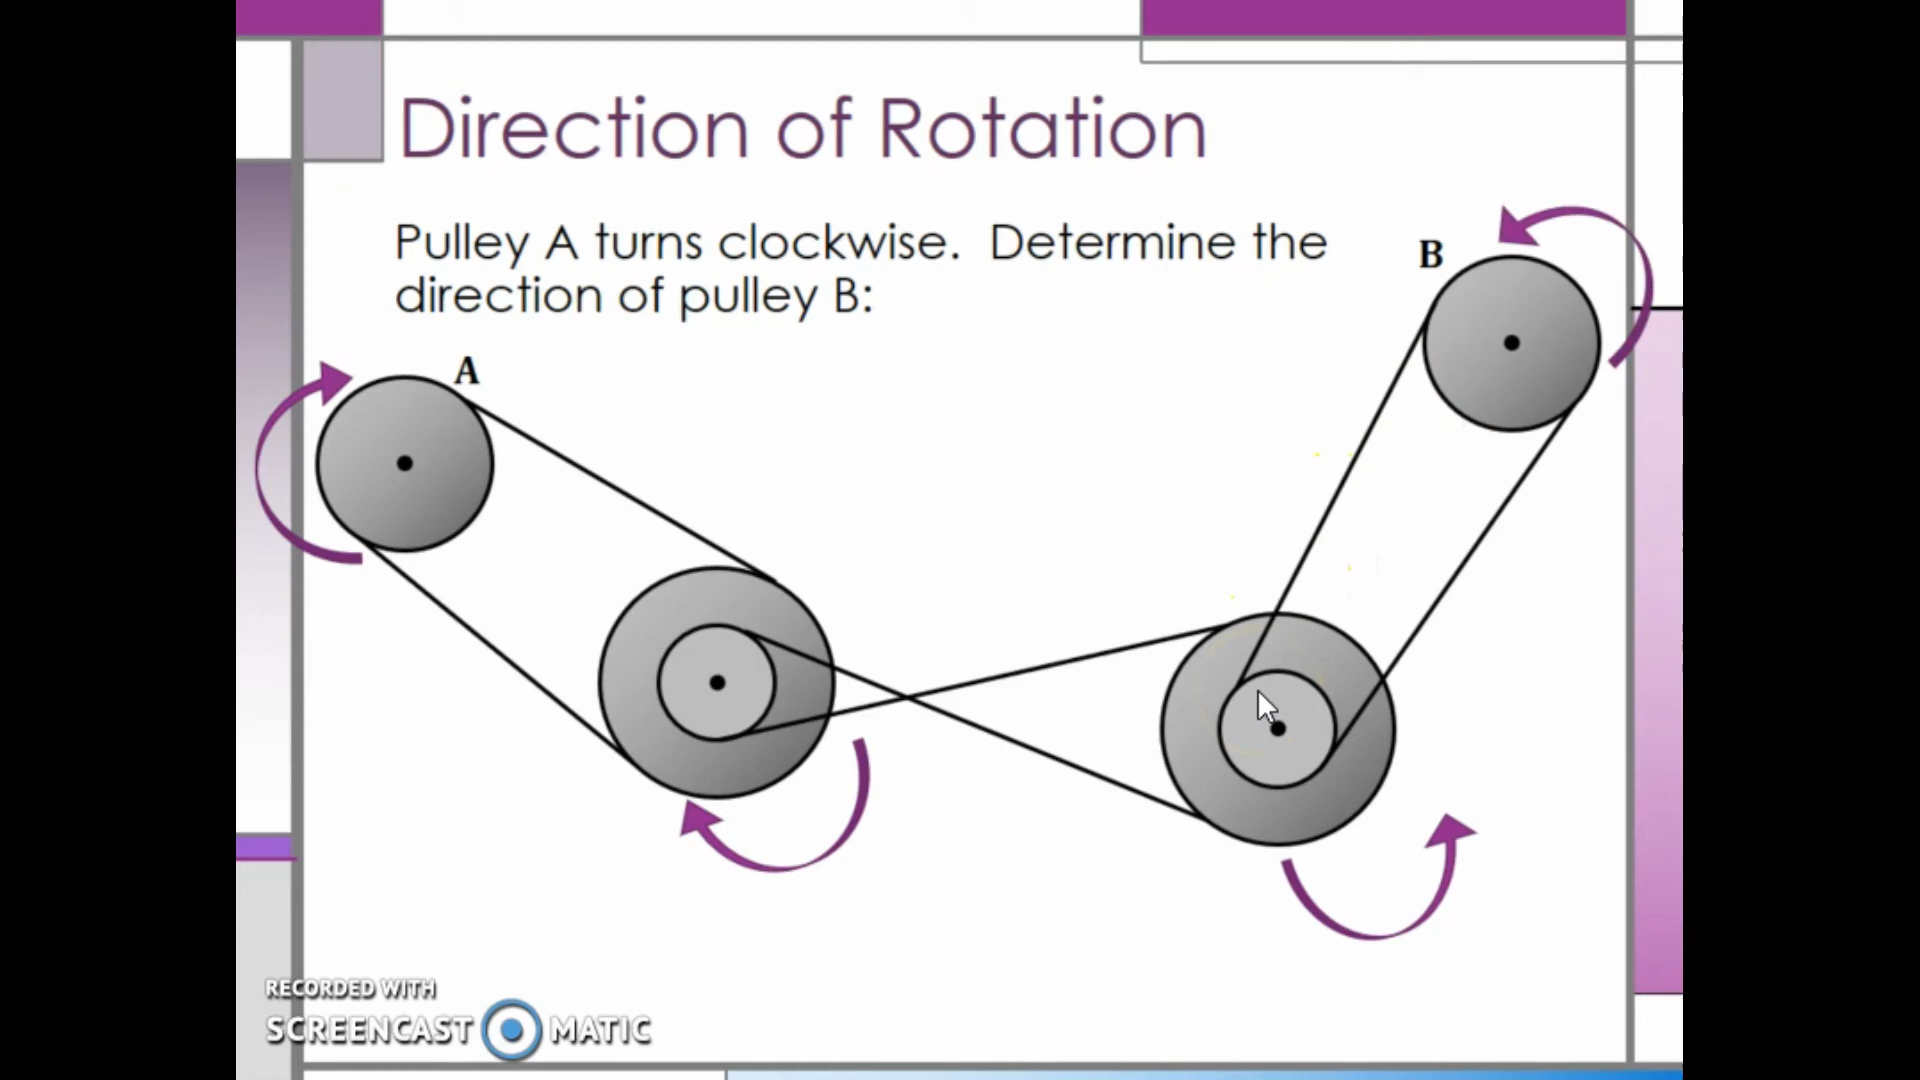 Direction of Rotation
Pulley A turns clockwise. Determine the
direction of pulley B:
B
A
RECORDED WITH
SCREENCAST MATIC